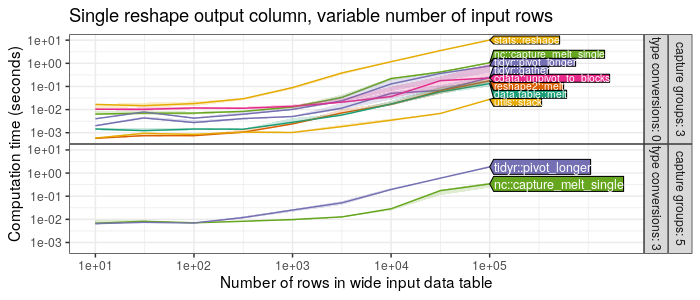 Single reshape output column, variable number of input rows
Computation time (seconds)
1e+01
1e+00
1e-01
1e-02
1e-03
stats::reshape
nc::capture_melt_single
tidyr::pivot_longer
tidyr::gather
cdata::unpivot_to_blocks
reshape2::melt
data.table::melt
utils::stack
capture groups: 3
type conversions: 0
1e+01
1e+00
1e-01
1e-02
1e-03
tidyr::pivot_longer
nc::capture_melt_single
capture groups: 5
type conversions: 3
1e+01
1e+02
1e+03
1e+04
1e+05
Number of rows in wide input data table